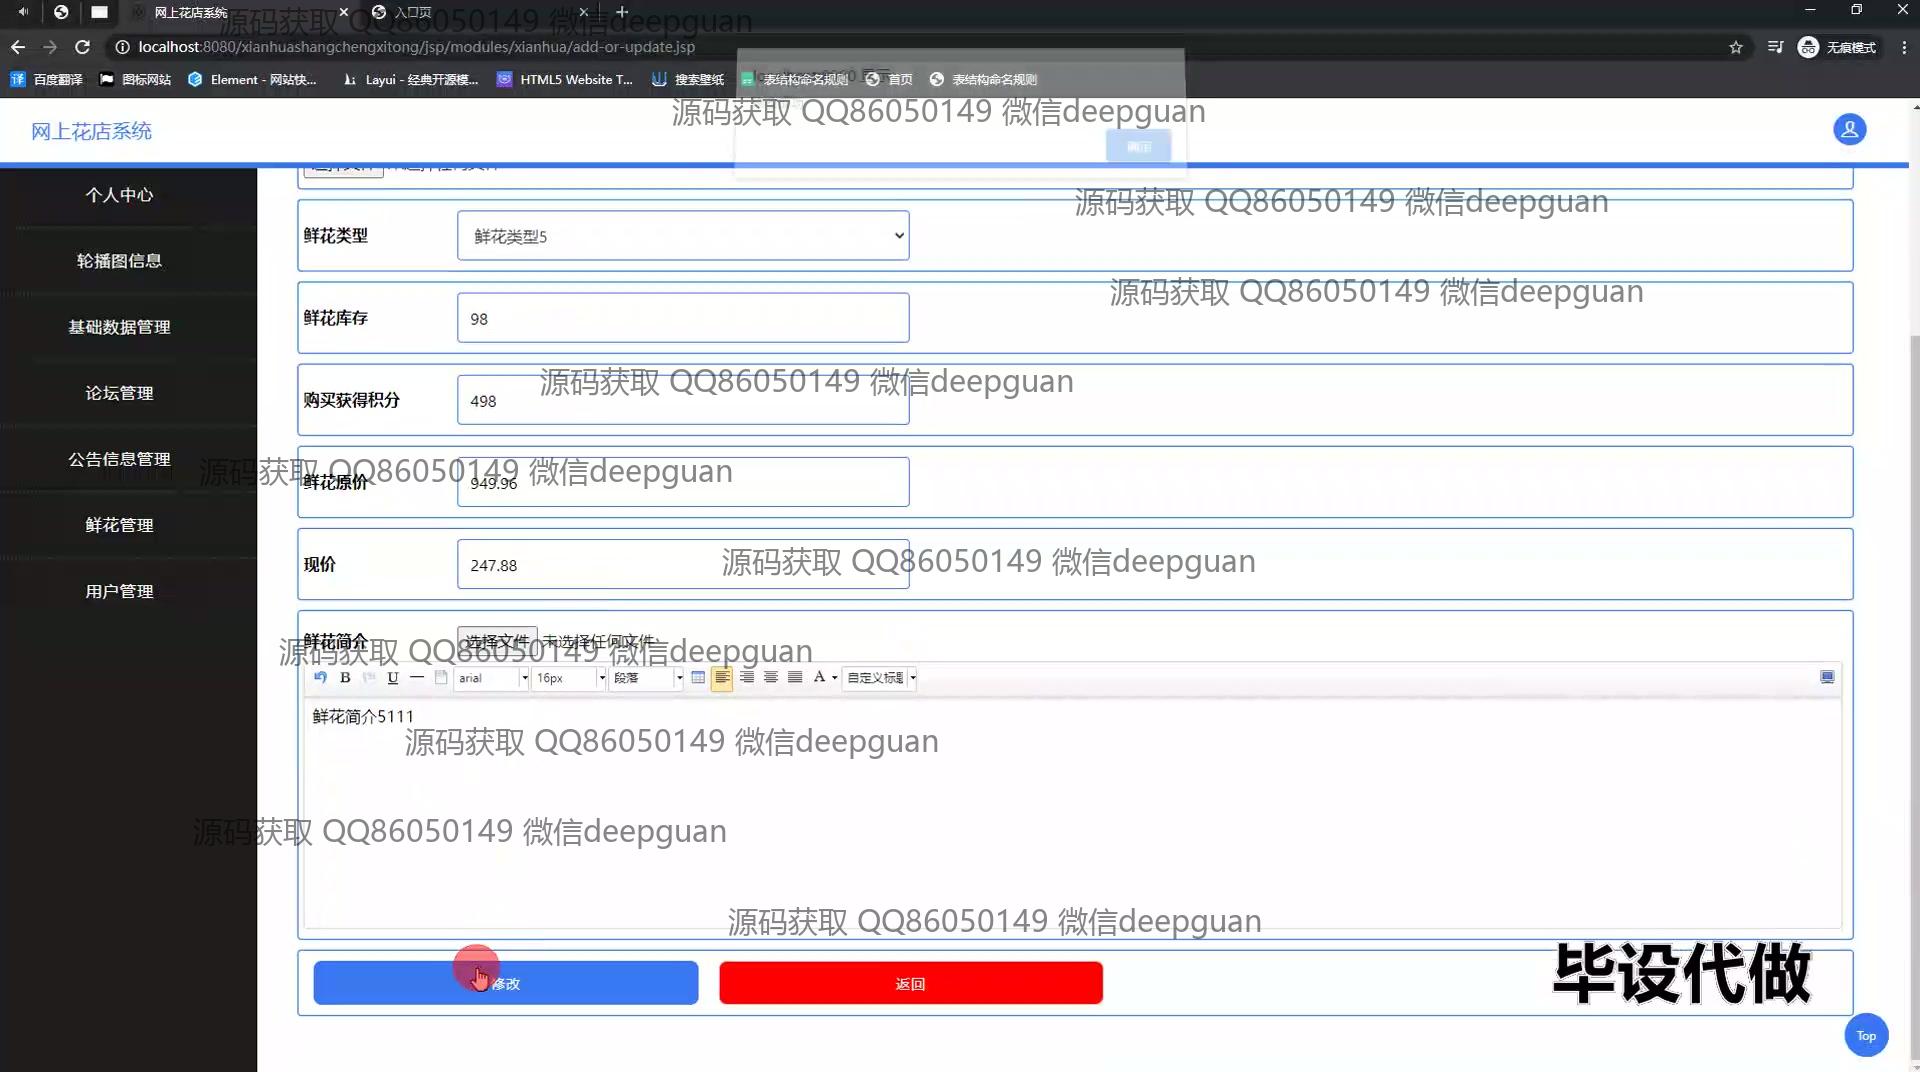 网上花店系统
入口页
localhost:8080/xianhuashangchengxitong/jsp/modules/xianhua/add-or-update.jsp
无痕模式
百度翻译
图标网站
Element - 网站快...
Layui - 经典开源模...
HTML5 Website T...
搜索壁纸
表结构命名规则
首页
表结构命名规则
源码获取 QQ86050149 微信deepguan
源码获取 QQ86050149 微信deepguan
网上花店系统
确定
个人中心
源码获取 QQ86050149 微信deepguan
鲜花类型
鲜花类型5
轮播图信息
源码获取 QQ86050149 微信deepguan
鲜花库存
98
基础数据管理
源码获取 QQ86050149 微信deepguan
论坛管理
购买获得积分
498
公告信息管理
源码获取 QQ86050149 微信deepguan
鲜花原价
949.96
鲜花管理
现价
247.88
源码获取 QQ86050149 微信deepguan
用户管理
鲜花简介
选择文件 未选择任何文件
源码获取 QQ86050149 微信deepguan
B U arial 16px 段落 A 自定义标题
鲜花简介5111
源码获取 QQ86050149 微信deepguan
源码获取 QQ86050149 微信deepguan
源码获取 QQ86050149 微信deepguan
修改
返回
毕设代做
Top